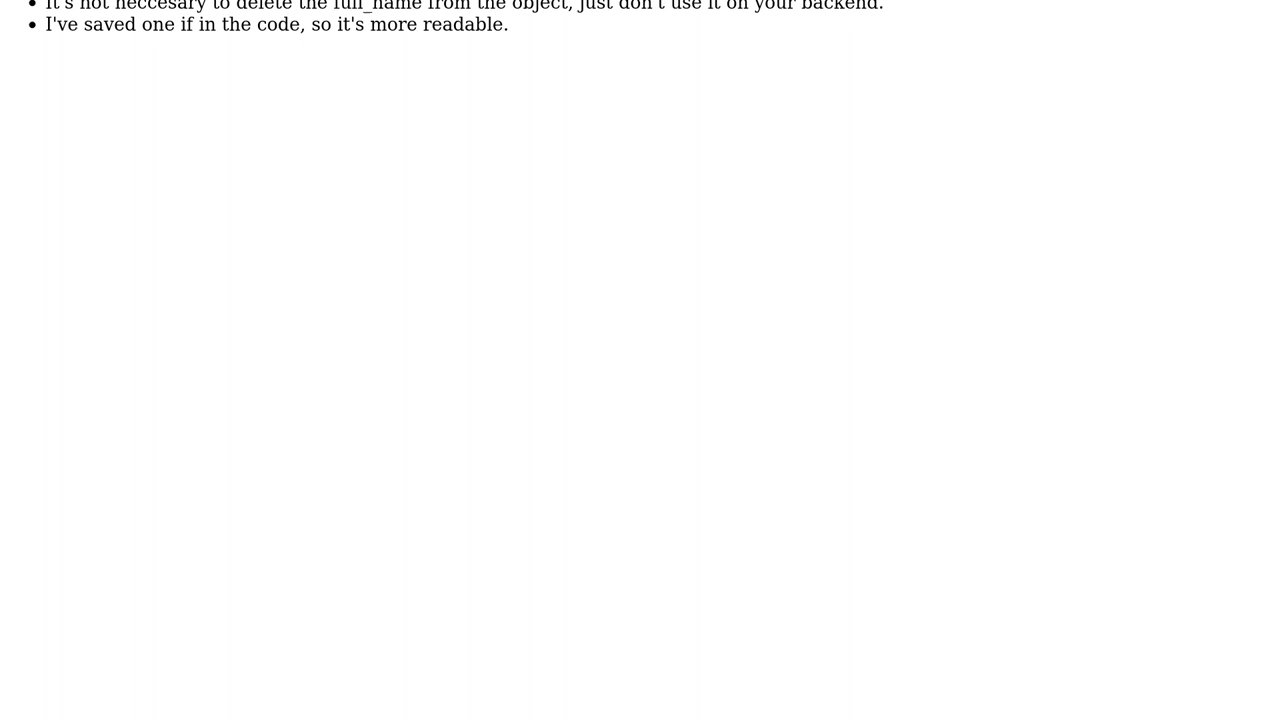 • It's not neccesary to delete the full_name from the object, just don't use it on your backend.
• I've saved one if in the code, so it's more readable.